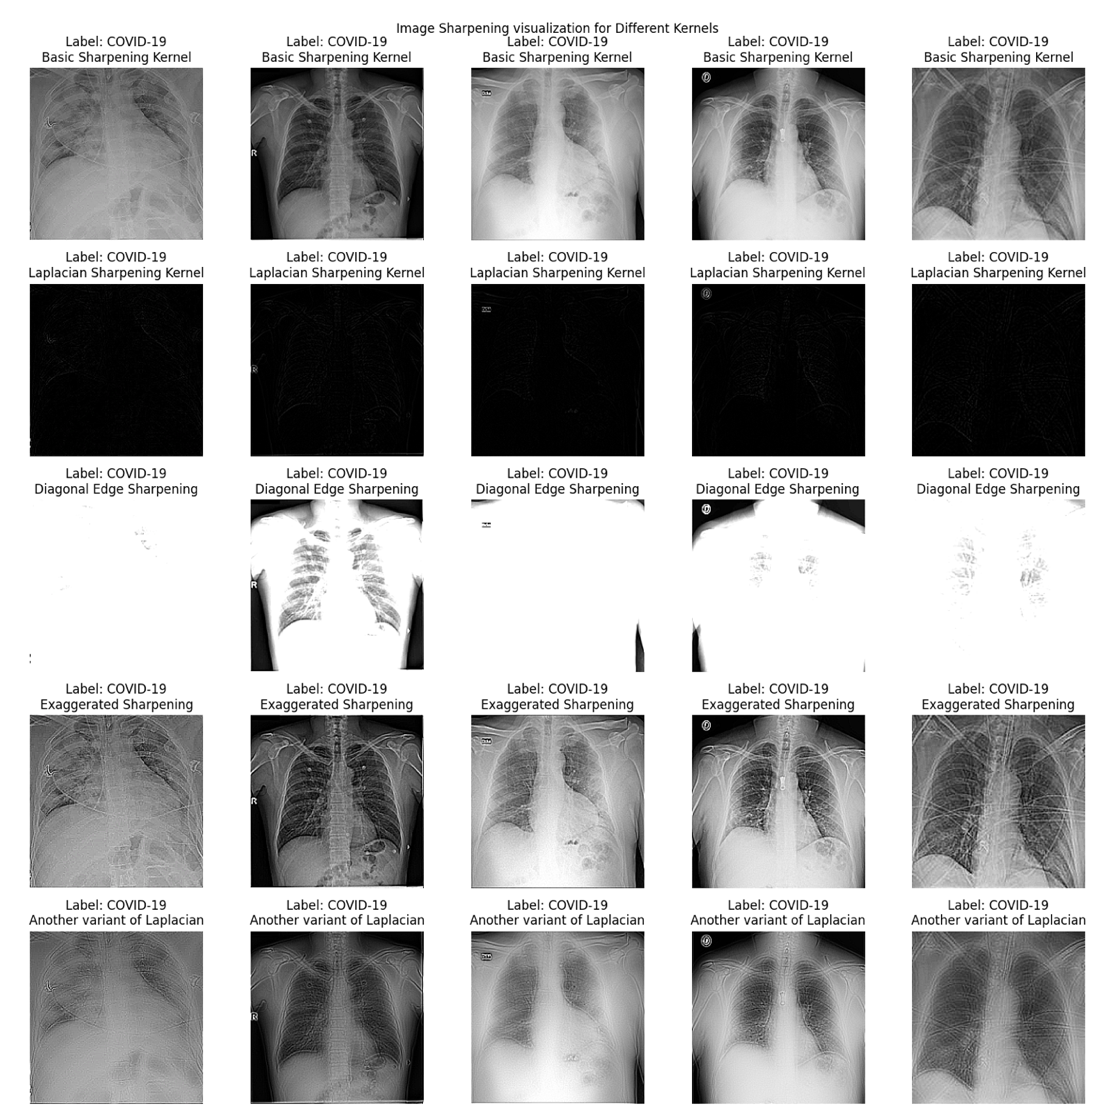 Image Sharpening visualization for Different Kernels
Label: COVID-19 Label: COVID-19 Label: COVID-19 Label: COVID-19 Label: COVID-19
Basic Sharpening Kernel Basic Sharpening Kernel Basic Sharpening Kernel Basic Sharpening Kernel Basic Sharpening Kernel
R
Label: COVID-19 Label: COVID-19 Label: COVID-19 Label: COVID-19 Label: COVID-19
Laplacian Sharpening Kernel Laplacian Sharpening Kernel Laplacian Sharpening Kernel Laplacian Sharpening Kernel Laplacian Sharpening Kernel
R
Label: COVID-19 Label: COVID-19 Label: COVID-19 Label: COVID-19 Label: COVID-19
Diagonal Edge Sharpening Diagonal Edge Sharpening Diagonal Edge Sharpening Diagonal Edge Sharpening Diagonal Edge Sharpening
R
Label: COVID-19 Label: COVID-19 Label: COVID-19 Label: COVID-19 Label: COVID-19
Exaggerated Sharpening Exaggerated Sharpening Exaggerated Sharpening Exaggerated Sharpening Exaggerated Sharpening
R
Label: COVID-19 Label: COVID-19 Label: COVID-19 Label: COVID-19 Label: COVID-19
Another variant of Laplacian Another variant of Laplacian Another variant of Laplacian Another variant of Laplacian Another variant of Laplacian
R